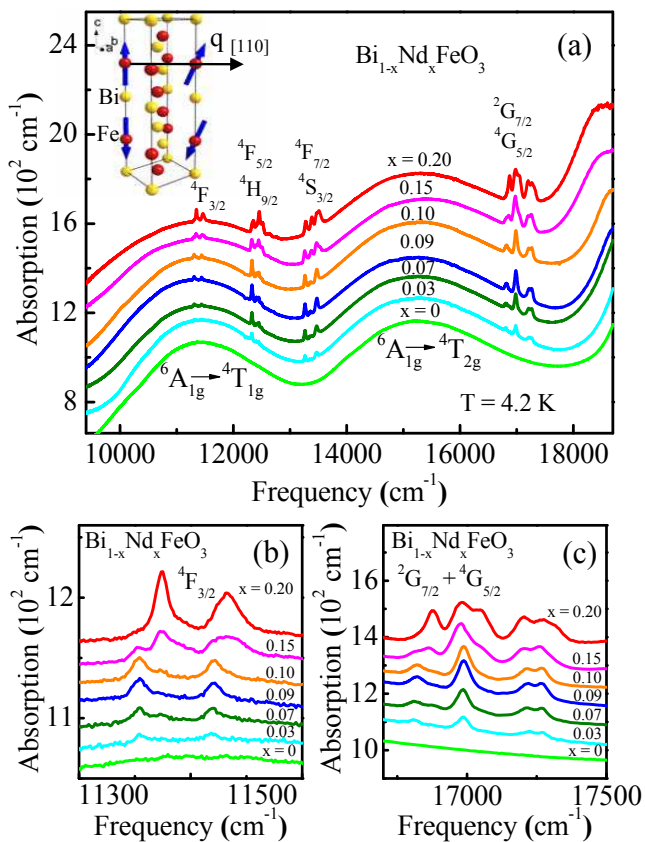 24
20
16
12
8
Absorption (10² cm⁻¹)
c
b
a
q [110]
Bi
Fe
Bi₁₋ₓNdₓFeO₃
(a)
⁴F₃/₂
⁴F₅/₂
⁴H₉/₂
⁴F₇/₂
⁴S₃/₂
²G₇/₂
⁴G₅/₂
x = 0.20
0.15
0.10
0.09
0.07
0.03
x = 0
⁶A₁g→⁴T₁g
⁶A₁g→⁴T₂g
T = 4.2 K
10000 12000 14000 16000 18000
Frequency (cm⁻¹)
Bi₁₋ₓNdₓFeO₃
(b)
⁴F₃/₂
12
11
Absorption (10² cm⁻¹)
x = 0.20
0.15
0.10
0.09
0.07
0.03
x=0
11300 11500
Frequency (cm⁻¹)
Bi₁₋ₓNdₓFeO₃
(c)
²G₇/₂ + ⁴G₅/₂
18
16
14
12
10
Absorption (10² cm⁻¹)
x = 0.20
0.15
0.10
0.09
0.07
0.03
x=0
17000 17500
Frequency (cm⁻¹)